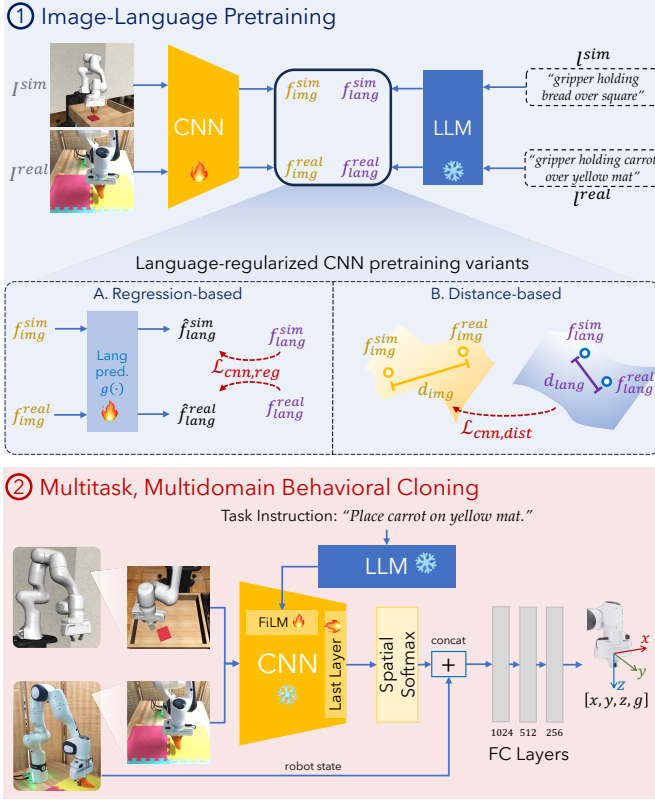 1 Image-Language Pretraining
I^sim
I^real
CNN
f_img^sim f_lang^sim
f_img^real f_lang^real
LLM
l^sim
“gripper holding
bread over square”
“gripper holding carrot
over yellow mat”
l^real
Language-regularized CNN pretraining variants
A. Regression-based
f_img^sim
f_img^real
Lang
pred.
g(·)
f̂_lang^sim
f̂_lang^real
f_lang^sim
ℒ_cnn,reg
f_lang^real
B. Distance-based
f_img^sim
f_img^real
d_img
f_lang^sim
d_lang
f_lang^real
ℒ_cnn,dist
2 Multitask, Multidomain Behavioral Cloning
Task Instruction: “Place carrot on yellow mat.”
LLM
FiLM
CNN
Last Layer
Spatial
Softmax
concat
+
robot state
1024 512 256
FC Layers
x
y
z
[x, y, z, g]